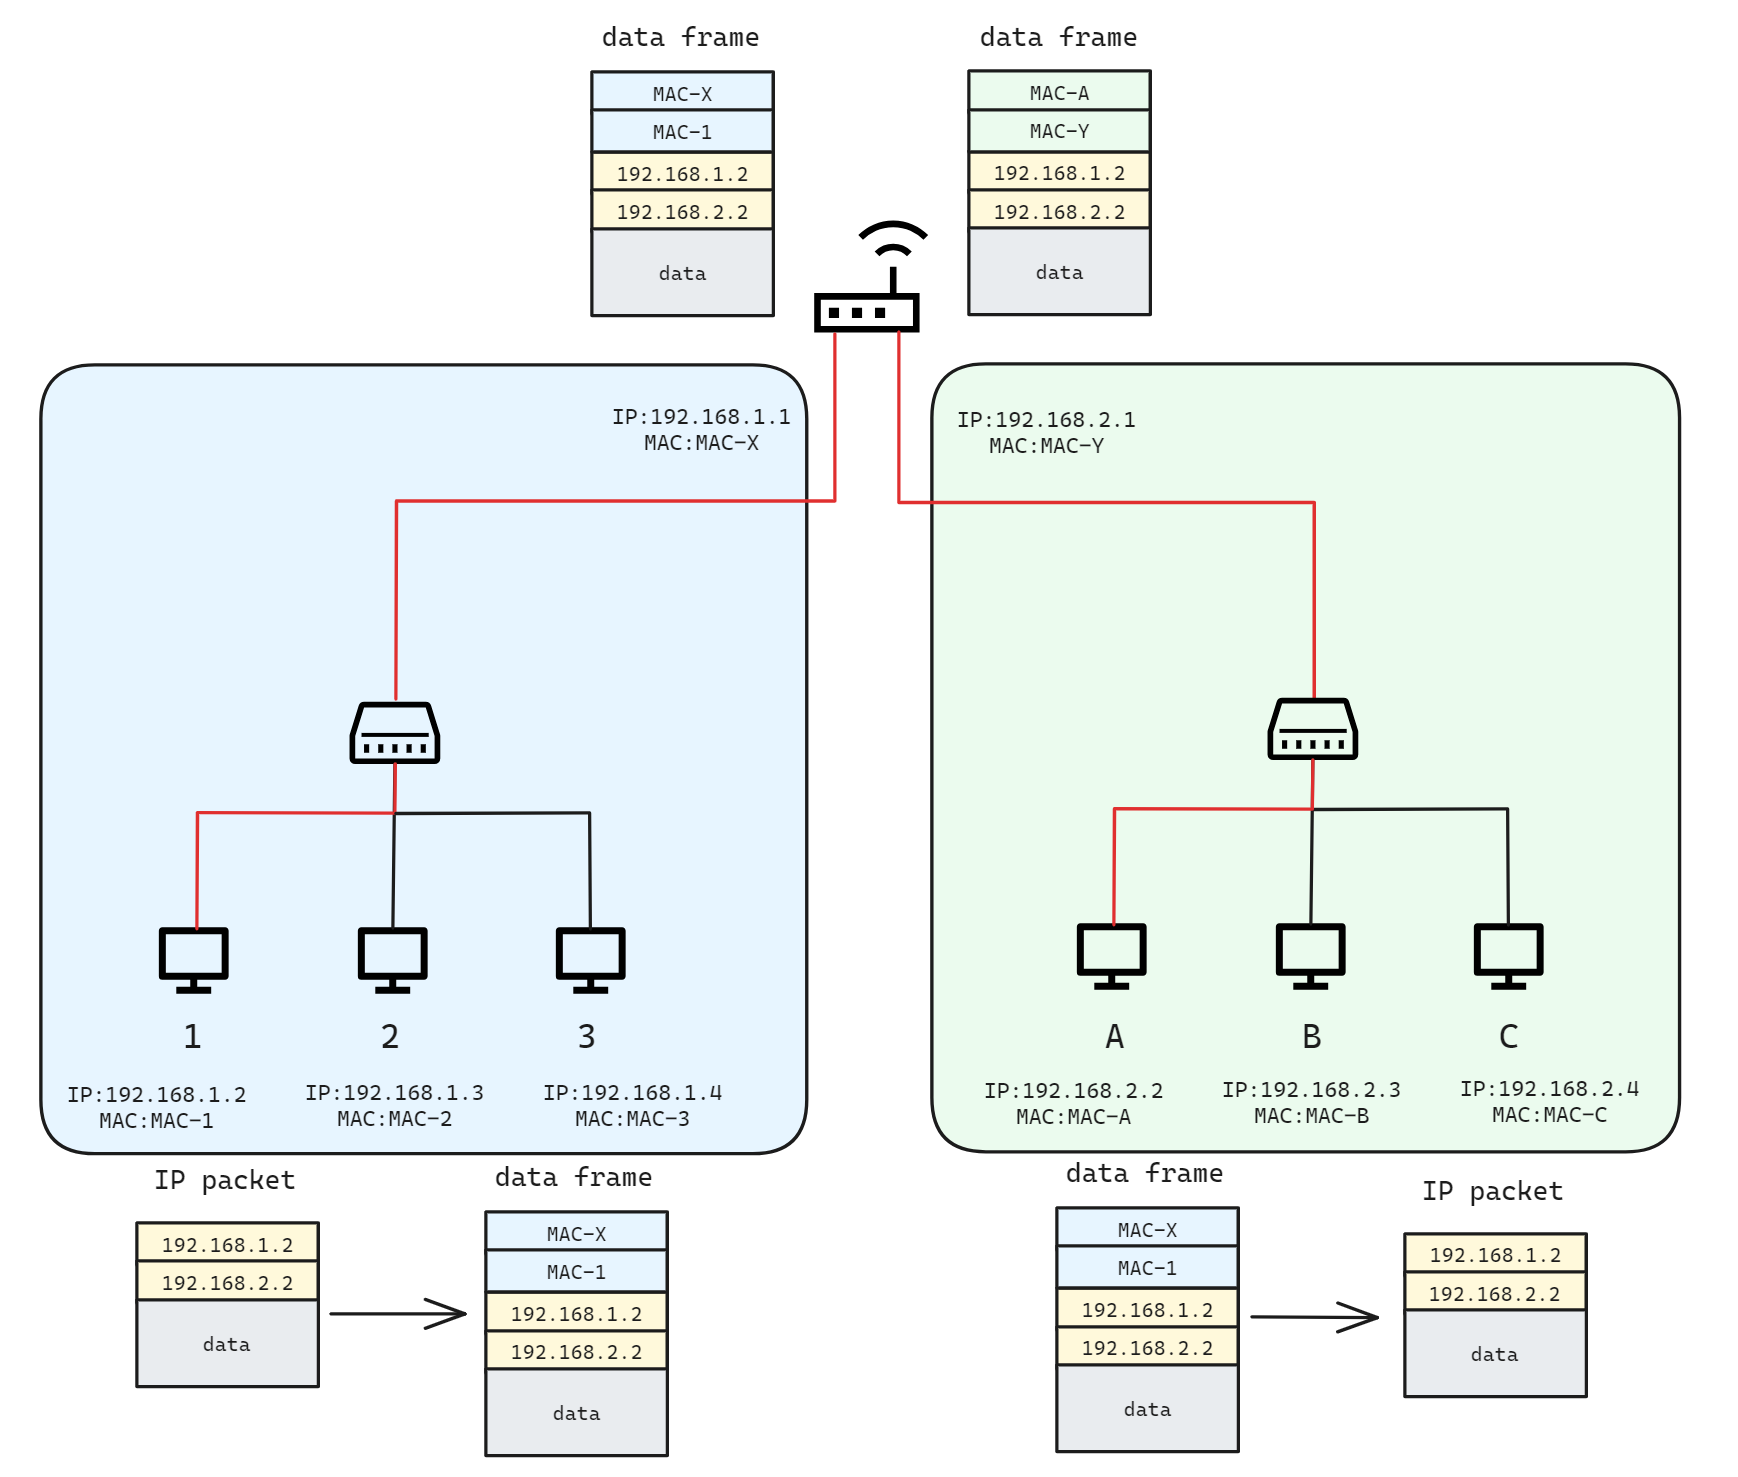 data frame
MAC-X
MAC-1
192.168.1.2
192.168.2.2
data
data frame
MAC-A
MAC-Y
192.168.1.2
192.168.2.2
data
IP:192.168.1.1
MAC:MAC-X
IP:192.168.2.1
MAC:MAC-Y
1
2
3
IP:192.168.1.2
MAC:MAC-1
IP:192.168.1.3
MAC:MAC-2
IP:192.168.1.4
MAC:MAC-3
A
B
C
IP:192.168.2.2
MAC:MAC-A
IP:192.168.2.3
MAC:MAC-B
IP:192.168.2.4
MAC:MAC-C
IP packet
192.168.1.2
192.168.2.2
data
data frame
MAC-X
MAC-1
192.168.1.2
192.168.2.2
data
data frame
MAC-X
MAC-1
192.168.1.2
192.168.2.2
data
IP packet
192.168.1.2
192.168.2.2
data